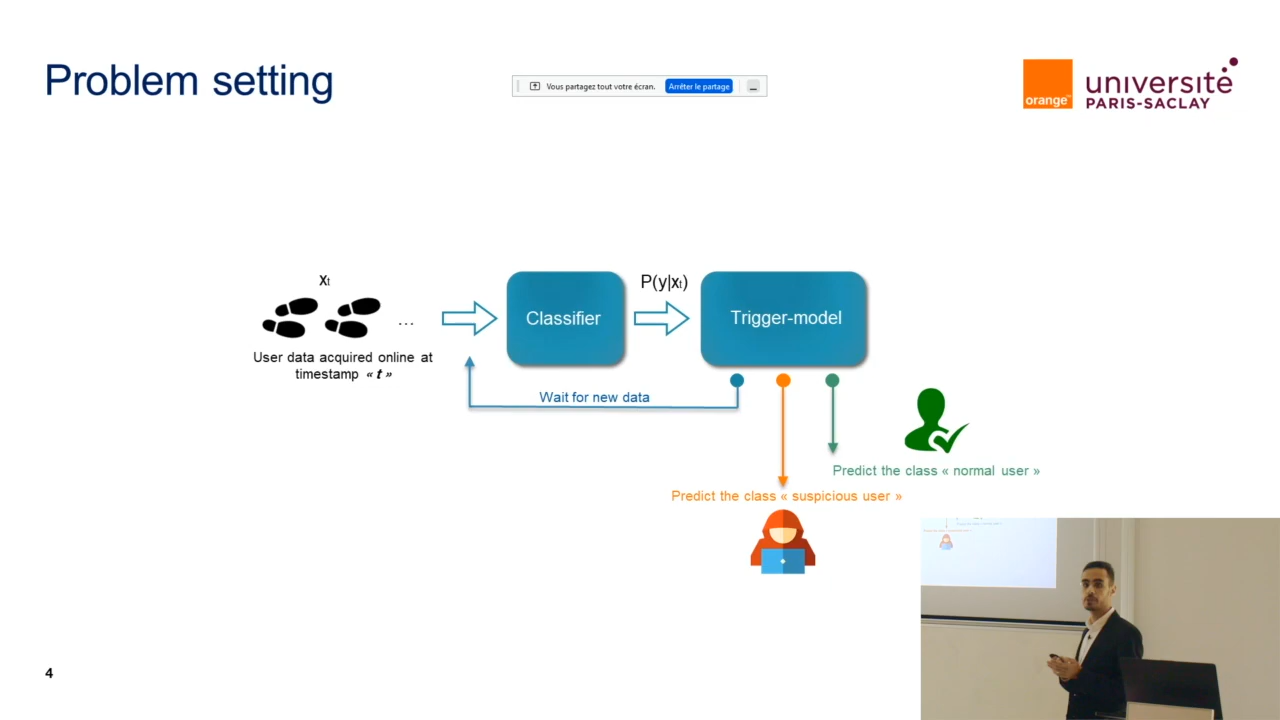 Problem setting
Vous partagez tout votre écran.
Arrêter le partage
orange™
université
PARIS-SACLAY
xt
P(y|xt)
...
Classifier
Trigger-model
User data acquired online at
timestamp « t »
Wait for new data
Predict the class « normal user »
Predict the class « suspicious user »
4